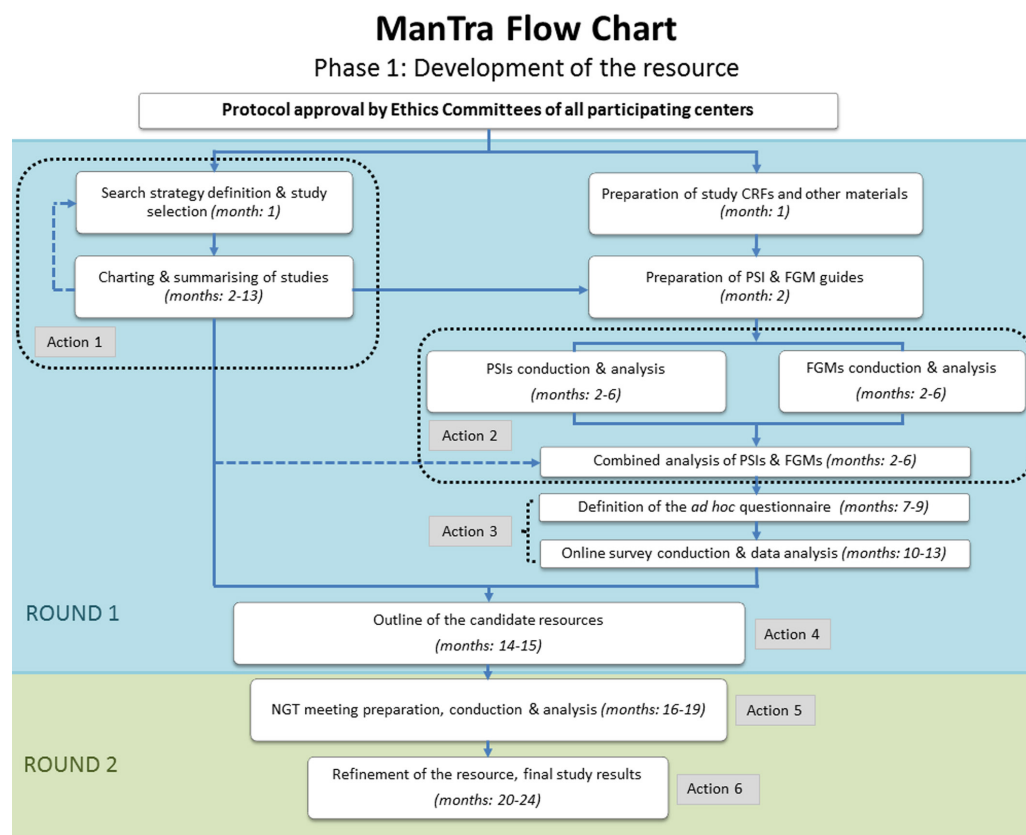 ManTra Flow Chart
Phase 1: Development of the resource
Protocol approval by Ethics Committees of all participating centers
Search strategy definition & study
selection (month: 1)
Preparation of study CRFs and other materials
(month: 1)
Charting & summarising of studies
(months: 2-13)
Preparation of PSI & FGM guides
(month: 2)
Action 1
PSIs conduction & analysis
(months: 2-6)
FGMs conduction & analysis
(months: 2-6)
Action 2
Combined analysis of PSIs & FGMs (months: 2-6)
Definition of the ad hoc questionnaire (months: 7-9)
Action 3
Online survey conduction & data analysis (months: 10-13)
ROUND 1
Outline of the candidate resources
(months: 14-15)
Action 4
NGT meeting preparation, conduction & analysis (months: 16-19)
Action 5
ROUND 2
Refinement of the resource, final study results
(months: 20-24)
Action 6